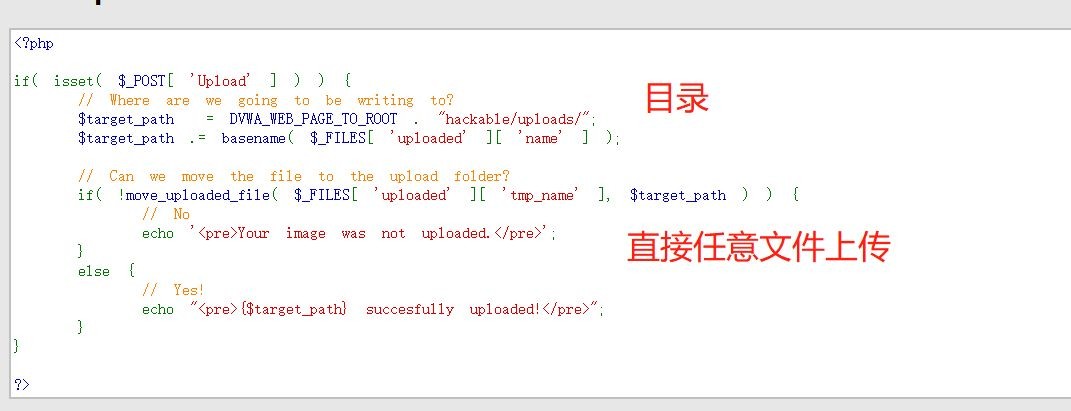 <?php
if( isset( $_POST[ 'Upload' ] ) ) {
// Where are we going to be writing to?
目录
$target_path = DVWA_WEB_PAGE_TO_ROOT . "hackable/uploads/";
$target_path .= basename( $_FILES[ 'uploaded' ][ 'name' ] );
// Can we move the file to the upload folder?
if( !move_uploaded_file( $_FILES[ 'uploaded' ][ 'tmp_name' ], $target_path ) ) {
// No
echo '<pre>Your image was not uploaded.</pre>';
直接任意文件上传
}
else {
// Yes!
echo "<pre>{$target_path} succesfully uploaded!</pre>";
}
}
?>